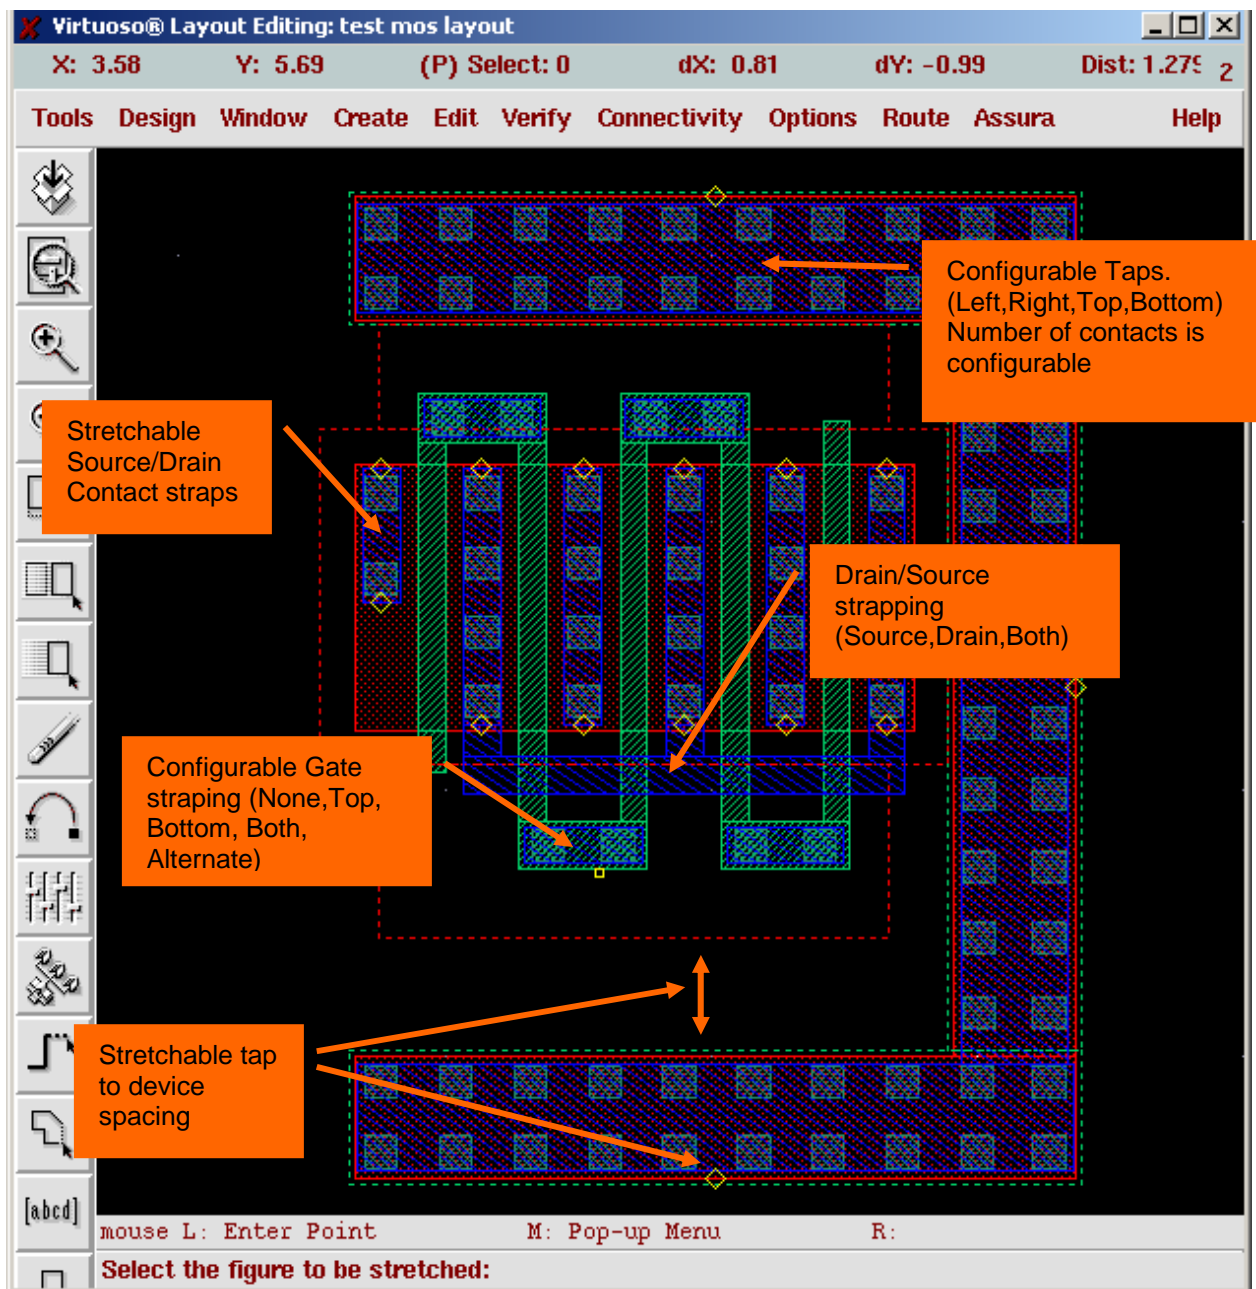 Virtuoso® Layout Editing: test mos layout
X: 3.58 Y: 5.69 (P) Select: 0 dX: 0.81 dY: -0.99 Dist: 1.279 2
Tools Design Window Create Edit Verify Connectivity Options Route Assura Help
Configurable Taps.
(Left,Right,Top,Bottom)
Number of contacts is
configurable
Stretchable
Source/Drain
Contact straps
Drain/Source
strapping
(Source,Drain,Both)
Configurable Gate
straping (None,Top,
Bottom, Both,
Alternate)
Stretchable tap
to device
spacing
[abcd]
mouse L: Enter Point M: Pop-up Menu R:
Select the figure to be stretched: